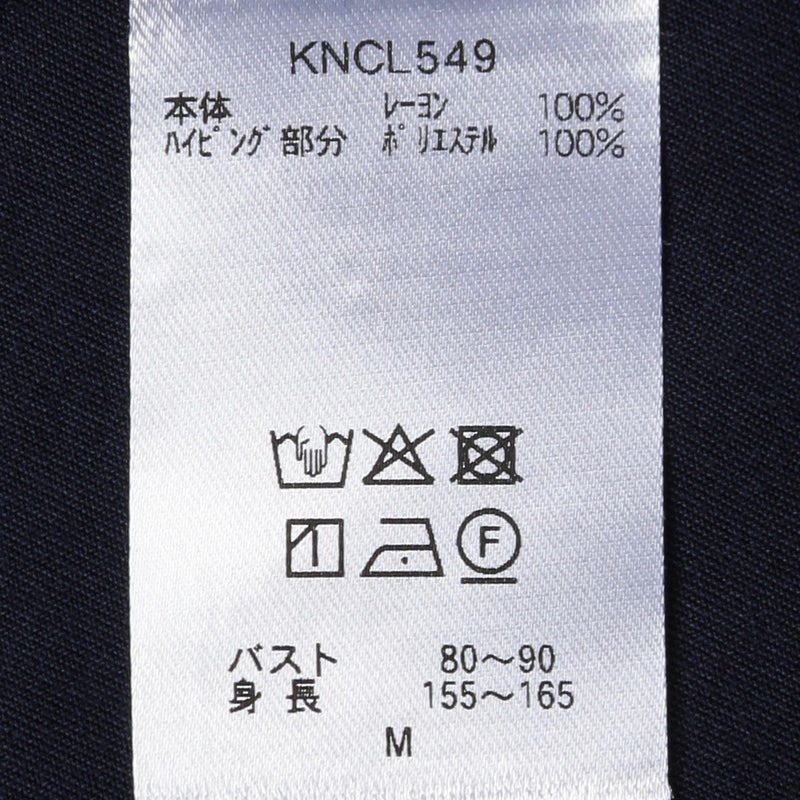 KNCL549
本体 ﾚｰﾖﾝ 100%
ﾊｲﾋﾟﾝｸﾞ部分 ﾎﾟﾘｴｽﾃﾙ 100%
F
バスト 80～90
身長 155～165
M